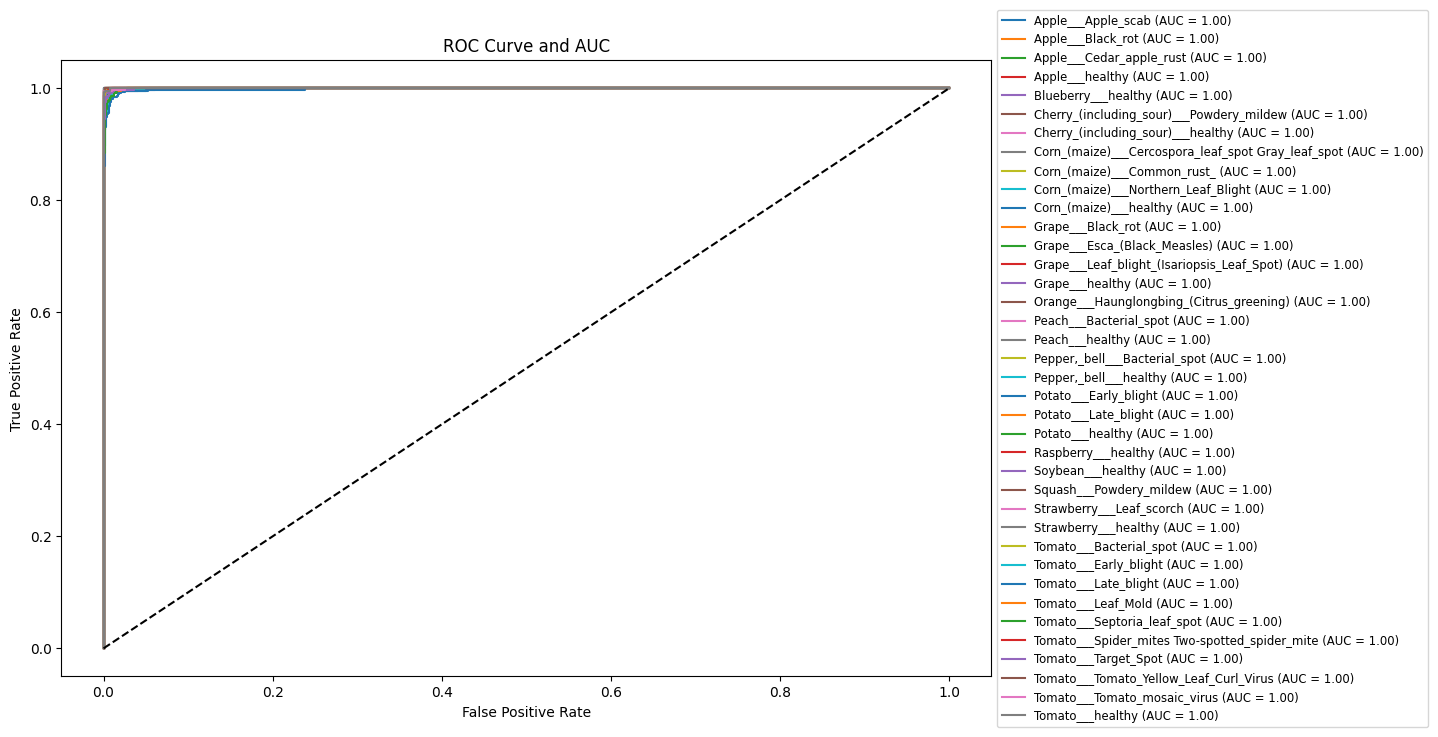 ROC Curve and AUC
1.0
0.8
0.6
0.4
0.2
0.0
True Positive Rate
0.0 0.2 0.4 0.6 0.8 1.0
False Positive Rate
Apple___Apple_scab (AUC = 1.00)
Apple___Black_rot (AUC = 1.00)
Apple___Cedar_apple_rust (AUC = 1.00)
Apple___healthy (AUC = 1.00)
Blueberry___healthy (AUC = 1.00)
Cherry_(including_sour)___Powdery_mildew (AUC = 1.00)
Cherry_(including_sour)___healthy (AUC = 1.00)
Corn_(maize)___Cercospora_leaf_spot Gray_leaf_spot (AUC = 1.00)
Corn_(maize)___Common_rust_ (AUC = 1.00)
Corn_(maize)___Northern_Leaf_Blight (AUC = 1.00)
Corn_(maize)___healthy (AUC = 1.00)
Grape___Black_rot (AUC = 1.00)
Grape___Esca_(Black_Measles) (AUC = 1.00)
Grape___Leaf_blight_(Isariopsis_Leaf_Spot) (AUC = 1.00)
Grape___healthy (AUC = 1.00)
Orange___Haunglongbing_(Citrus_greening) (AUC = 1.00)
Peach___Bacterial_spot (AUC = 1.00)
Peach___healthy (AUC = 1.00)
Pepper,_bell___Bacterial_spot (AUC = 1.00)
Pepper,_bell___healthy (AUC = 1.00)
Potato___Early_blight (AUC = 1.00)
Potato___Late_blight (AUC = 1.00)
Potato___healthy (AUC = 1.00)
Raspberry___healthy (AUC = 1.00)
Soybean___healthy (AUC = 1.00)
Squash___Powdery_mildew (AUC = 1.00)
Strawberry___Leaf_scorch (AUC = 1.00)
Strawberry___healthy (AUC = 1.00)
Tomato___Bacterial_spot (AUC = 1.00)
Tomato___Early_blight (AUC = 1.00)
Tomato___Late_blight (AUC = 1.00)
Tomato___Leaf_Mold (AUC = 1.00)
Tomato___Septoria_leaf_spot (AUC = 1.00)
Tomato___Spider_mites Two-spotted_spider_mite (AUC = 1.00)
Tomato___Target_Spot (AUC = 1.00)
Tomato___Tomato_Yellow_Leaf_Curl_Virus (AUC = 1.00)
Tomato___Tomato_mosaic_virus (AUC = 1.00)
Tomato___healthy (AUC = 1.00)